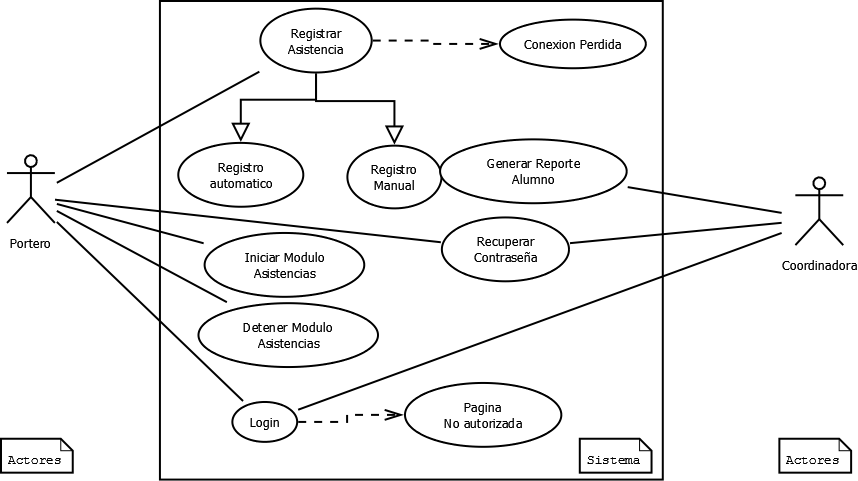 Registrar
Asistencia
Conexion Perdida
Registro
automatico
Registro
Manual
Generar Reporte
Alumno
Portero
Recuperar
Contraseña
Coordinadora
Iniciar Modulo
Asistencias
Detener Modulo
Asistencias
Login
Pagina
No autorizada
Actores
Sistema
Actores